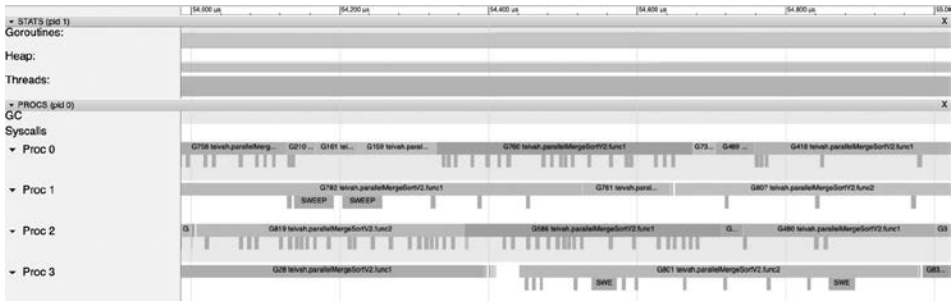 54,000 µs 54,200 µs 54,400 µs 54,600 µs 54,800 µs
STATS (pid 1) X
Goroutines:
Heap:
Threads:
PROCS (pid 0) X
GC
Syscalls
Proc 0 G758 teivah.parallelMerg... G210 ... G161 tei... G159 teivah.paral... G760 teivah.parallelMergeSortV2.func1 G73... G469 ... G418 teivah.parallelMergeSortV2.func1
Proc 1 G782 teivah.parallelMergeSortV2.func1 G761 teivah.paral... G807 teivah.parallelMergeSortV2.func2
SWEEP SWEEP
Proc 2 G G819 teivah.parallelMergeSortV2.func2 G586 teivah.parallelMergeSortV2.func1 G... G480 teivah.parallelMergeSortV2.func1 G3
Proc 3 G28 teivah.parallelMergeSortV2.func1 G801 teivah.parallelMergeSortV2.func2 G83...
SWE SWE